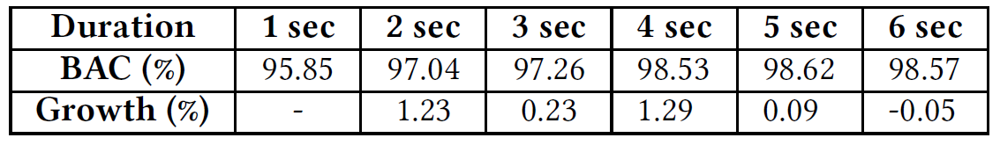 Duration 1 sec 2 sec 3 sec 4 sec 5 sec 6 sec
BAC (%) 95.85 97.04 97.26 98.53 98.62 98.57
Growth (%) - 1.23 0.23 1.29 0.09 -0.05